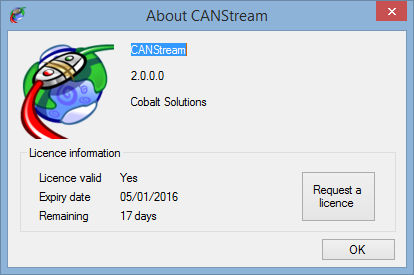 About CANStream
CANStream
2.0.0.0
Cobalt Solutions
Licence information
Licence valid Yes
Expiry date 05/01/2016
Remaining 17 days
Request a
licence
OK